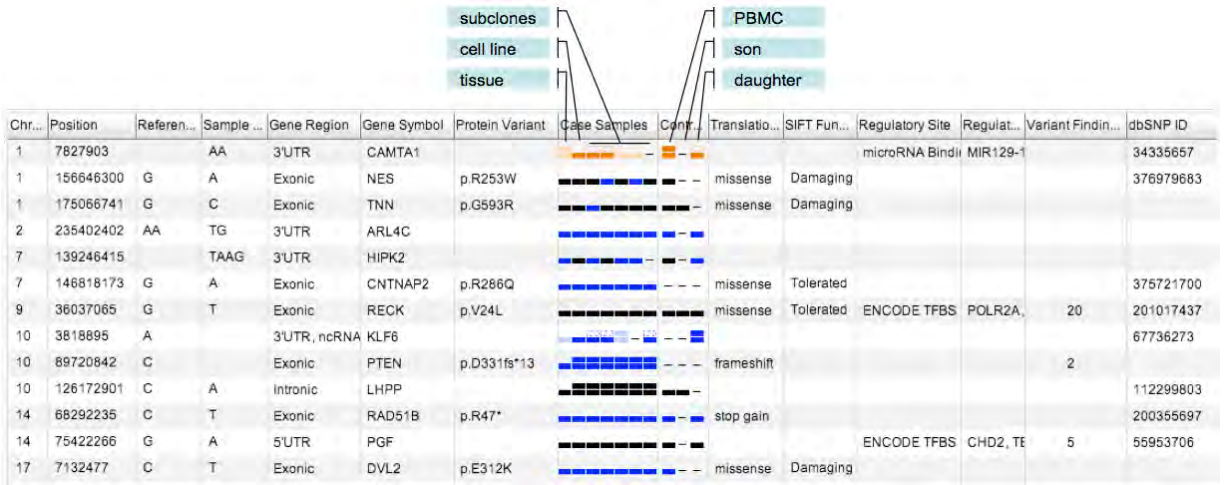 subclones PBMC
cell line son
tissue daughter
Chr... Position Referen... Sample ... Gene Region Gene Symbol Protein Variant Case Samples Contr... Translatio... SIFT Fun... Regulatory Site Regulat... Variant Findin... dbSNP ID
1 7827903 AA 3'UTR CAMTA1 microRNA Bindi MIR129-1 34335657
1 156646300 G A Exonic NES p.R253W missense Damaging 376979683
1 175066741 G C Exonic TNN p.G593R missense Damaging
2 235402402 AA TG 3'UTR ARL4C
7 139246415 TAAG 3'UTR HIPK2
7 146818173 G A Exonic CNTNAP2 p.R286Q missense Tolerated 375721700
9 36037065 G T Exonic RECK p.V24L missense Tolerated ENCODE TFBS POLR2A, 20 201017437
10 3818895 A 3'UTR, ncRNA KLF6 67736273
10 89720842 C Exonic PTEN p.D331fs*13 frameshift 2
10 126172901 C A Intronic LHPP 112299803
14 68292235 C T Exonic RAD51B p.R47* stop gain 200355697
14 75422266 G A 5'UTR PGF ENCODE TFBS CHD2, TE 5 55953706
17 7132477 C T Exonic DVL2 p.E312K missense Damaging